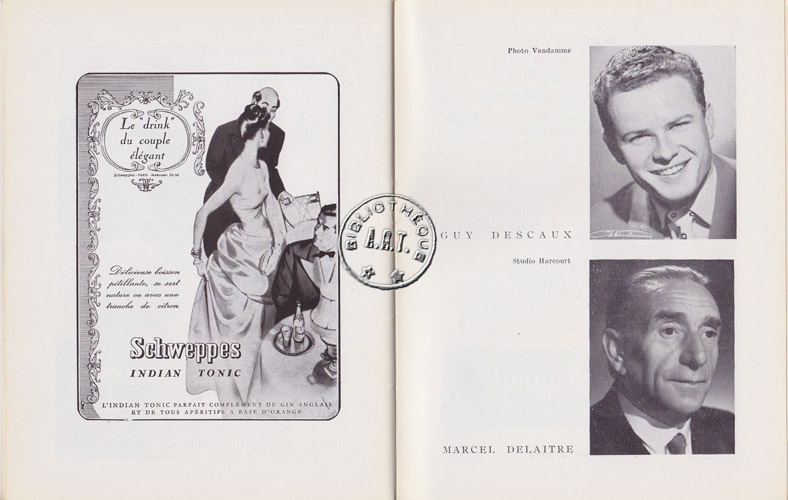 Le "drink"
du couple
élégant
Délicieuse boisson
pétillante, se sert
nature ou avec une
tranche de citron
Schweppes
INDIAN TONIC
L'INDIAN TONIC PARFAIT COMPLEMENT DU GIN ANGLAIS
ET DE TOUS APERITIFS A BASE D'ORANGE
BIBLIOTHÈQUE
A.R.T.
Photo Vandamme
GUY DESCAUX
Studio Harcourt
MARCEL DELAITRE